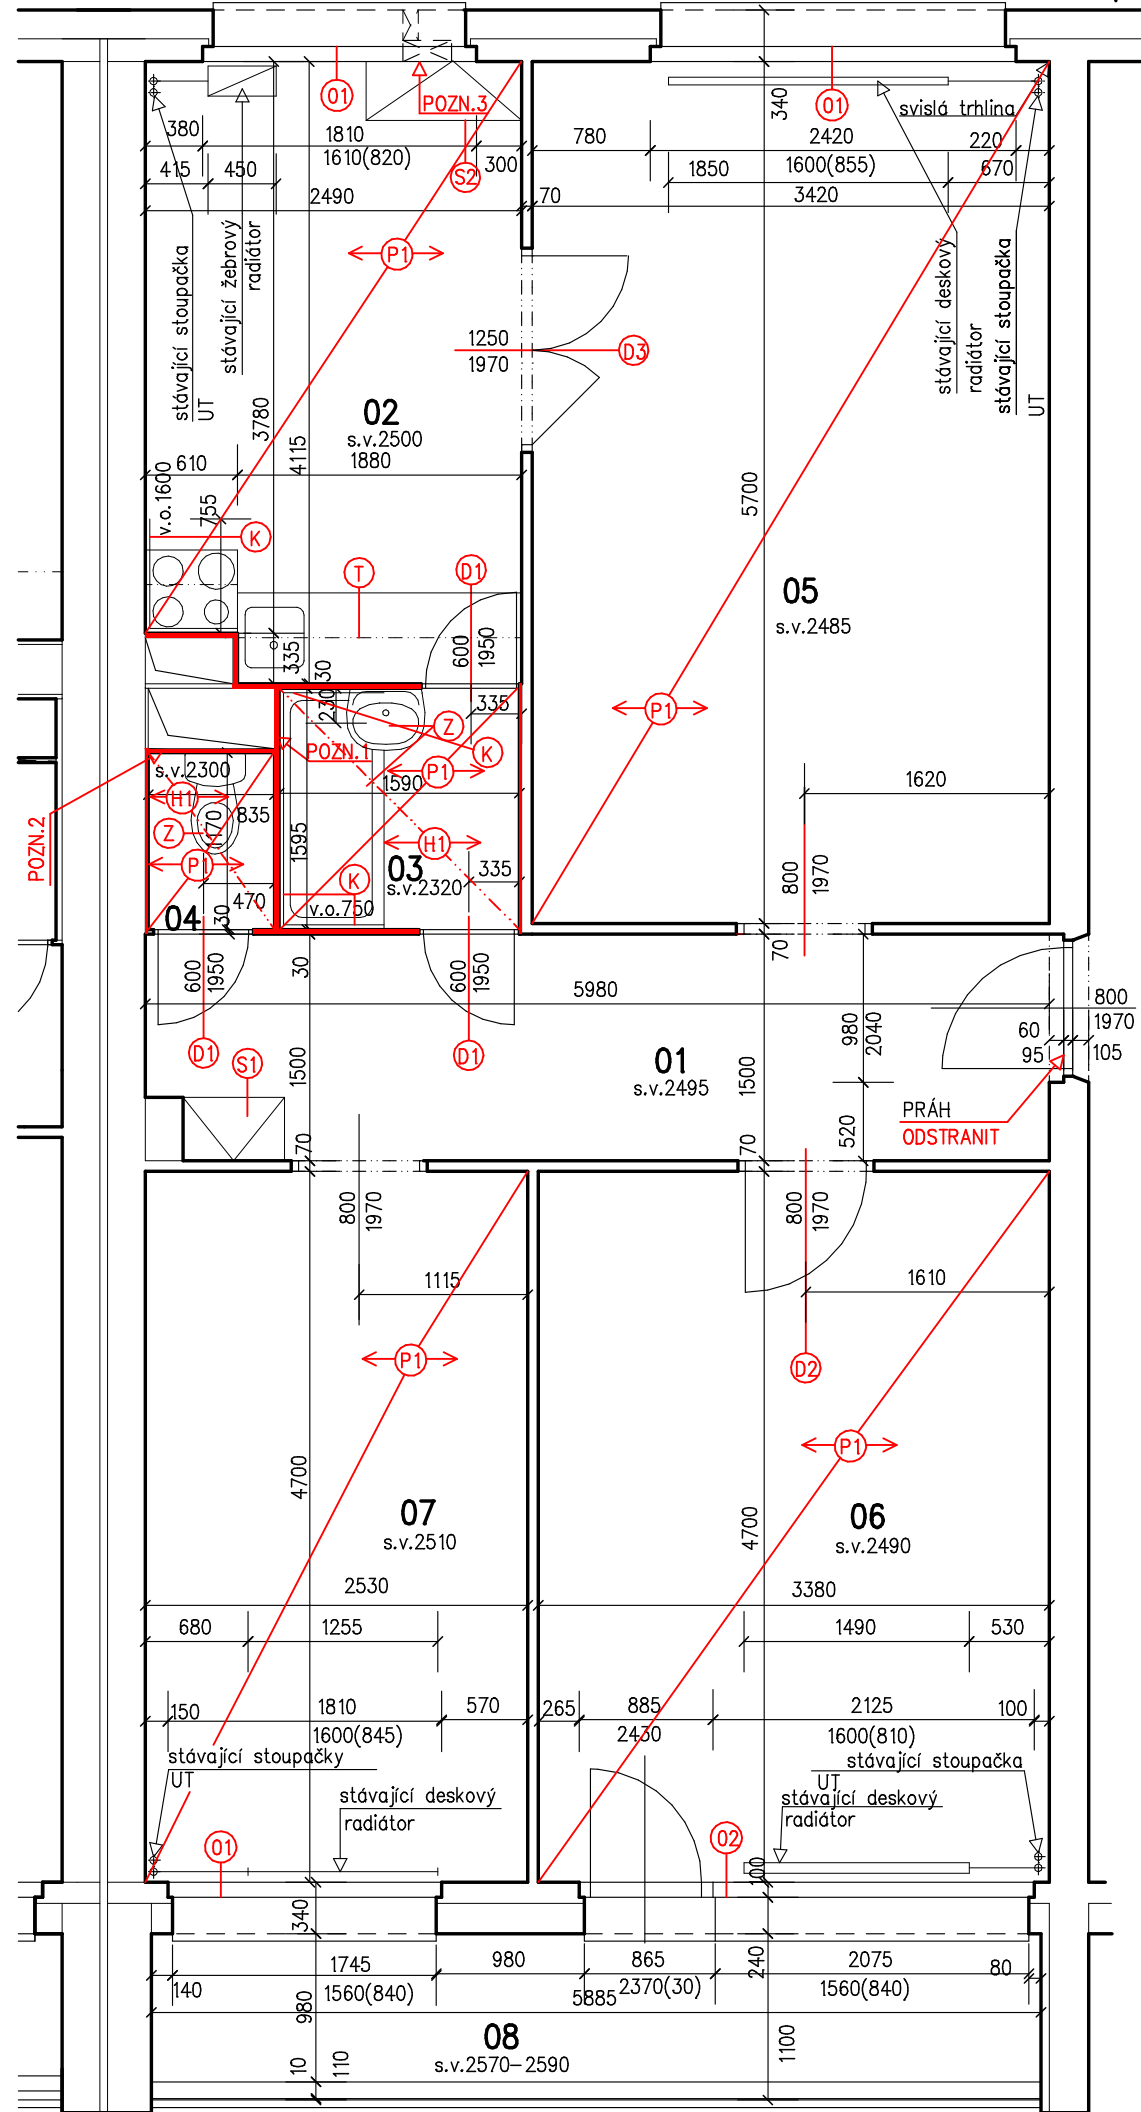 01
POZN.3
01
svislá trhlina
340
380
1810
1610(820)
300
S2
780
2420
1600(855)
220
415
450
1850
670
2490
70
3420
P1
stávající stoupačka
UT
stávající žebrový
radiátor
stávající deskový
radiátor
stávající stoupačka
UT
1250
1970
D3
02
s.v.2500
3780
4115
610
1880
v.o.1600
755
5700
K
T
D1
05
s.v.2485
600
1950
335
30
230
335
P1
Z
K
POZN.1
P1
1590
s.v.2300
H1
835
1620
POZN.2
Z
1170
P1
1595
H1
03
s.v.2320
335
K
v.o.750
470
04
30
800
1970
600
1950
30
600
1950
70
5980
980
2040
800
1970
60
95
105
D1
S1
D1
1500
01
s.v.2495
1500
PRÁH
ODSTRANIT
520
70
70
800
1970
800
1970
1115
1610
P1
D2
P1
4700
07
s.v.2510
4700
06
s.v.2490
2530
3380
680
1255
1490
530
150
1810
1600(845)
570
265
885
2430
2125
1600(810)
100
stávající stoupačky
UT
stávající stoupačka
UT
stávající deskový
radiátor
stávající deskový
radiátor
01
02
100
340
240
1745
1560(840)
140
980
865
2370(30)
2075
1560(840)
80
5885
980
08
s.v.2570-2590
10
110
1100